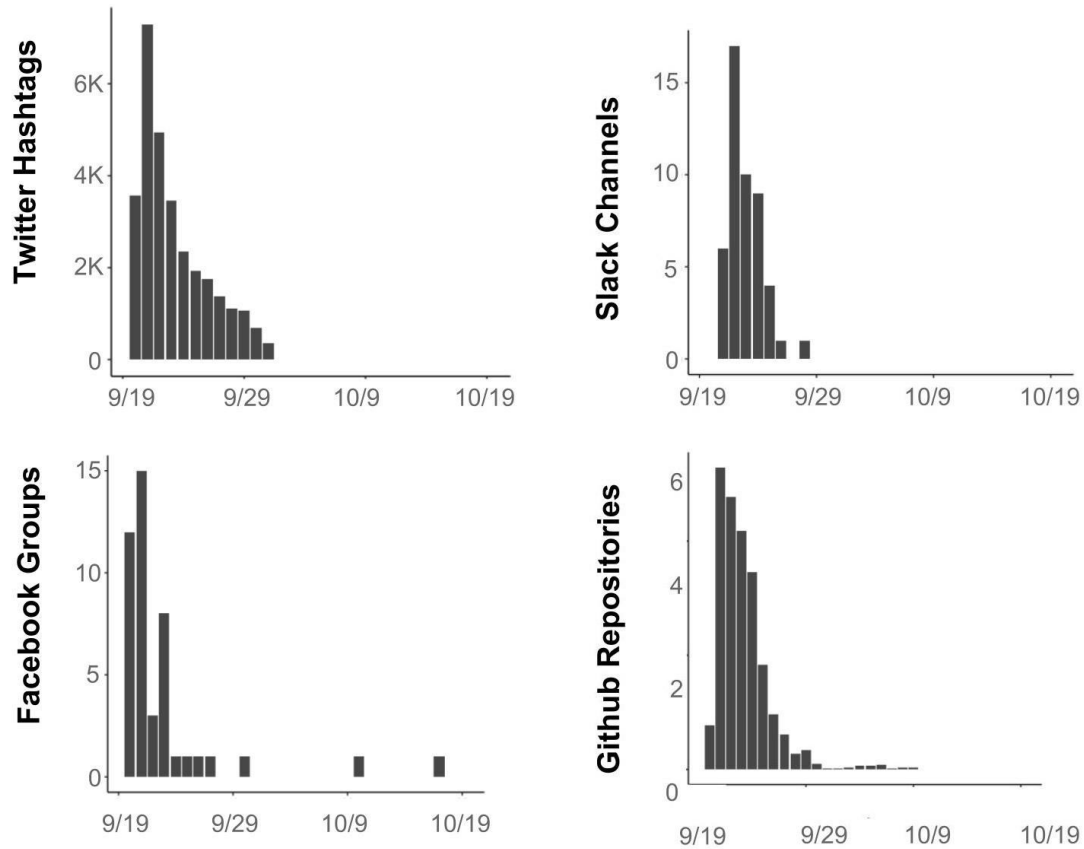 Twitter Hashtags
6K
4K
2K
0
9/19 9/29 10/9 10/19
Slack Channels
15
10
5
0
9/19 9/29 10/9 10/19
Facebook Groups
15
10
5
0
9/19 9/29 10/9 10/19
Github Repositories
6
4
2
0
9/19 9/29 10/9 10/19